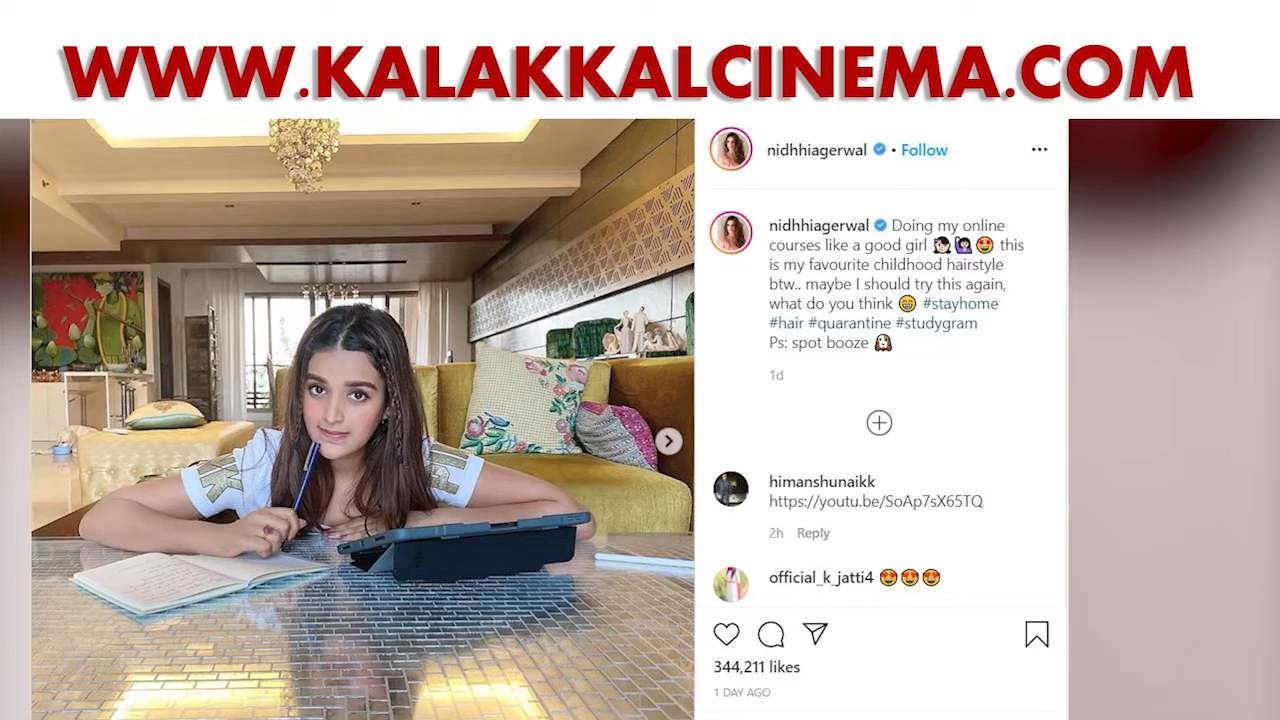 WWW.KALAKKALCINEMA.COM
nidhhiagerwal • Follow
nidhhiagerwal Doing my online
courses like a good girl 👩🏻🙋🏻‍♀️🤩 this
is my favourite childhood hairstyle
btw.. maybe I should try this again,
what do you think 😁 #stayhome
#hair #quarantine #studygram
Ps: spot booze 🐶
1d
himanshunaikk
https://youtu.be/SoAp7sX65TQ
2h Reply
official_k_jatti4 😍😍😍
344,211 likes
1 DAY AGO